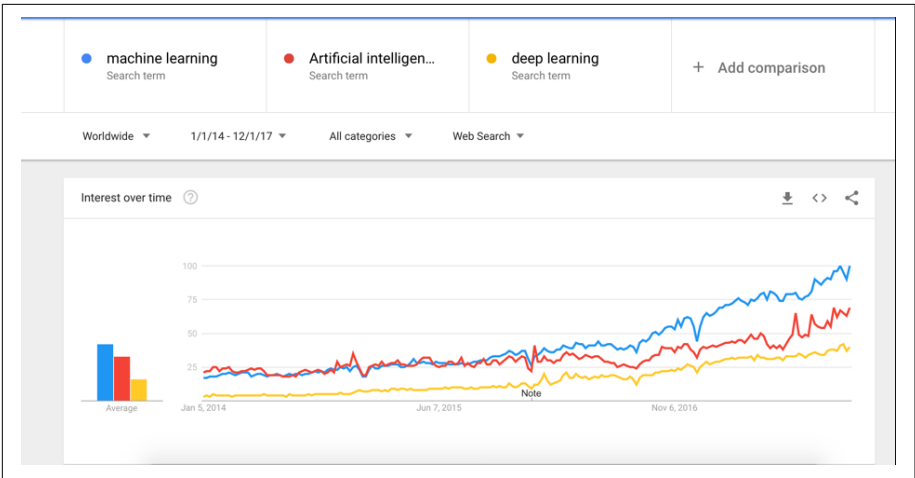 machine learning
Search term
Artificial intelligen...
Search term
deep learning
Search term
+ Add comparison
Worldwide
1/1/14 - 12/1/17
All categories
Web Search
Interest over time
?
100
75
50
25
Note
Average
Jan 5, 2014
Jun 7, 2015
Nov 6, 2016